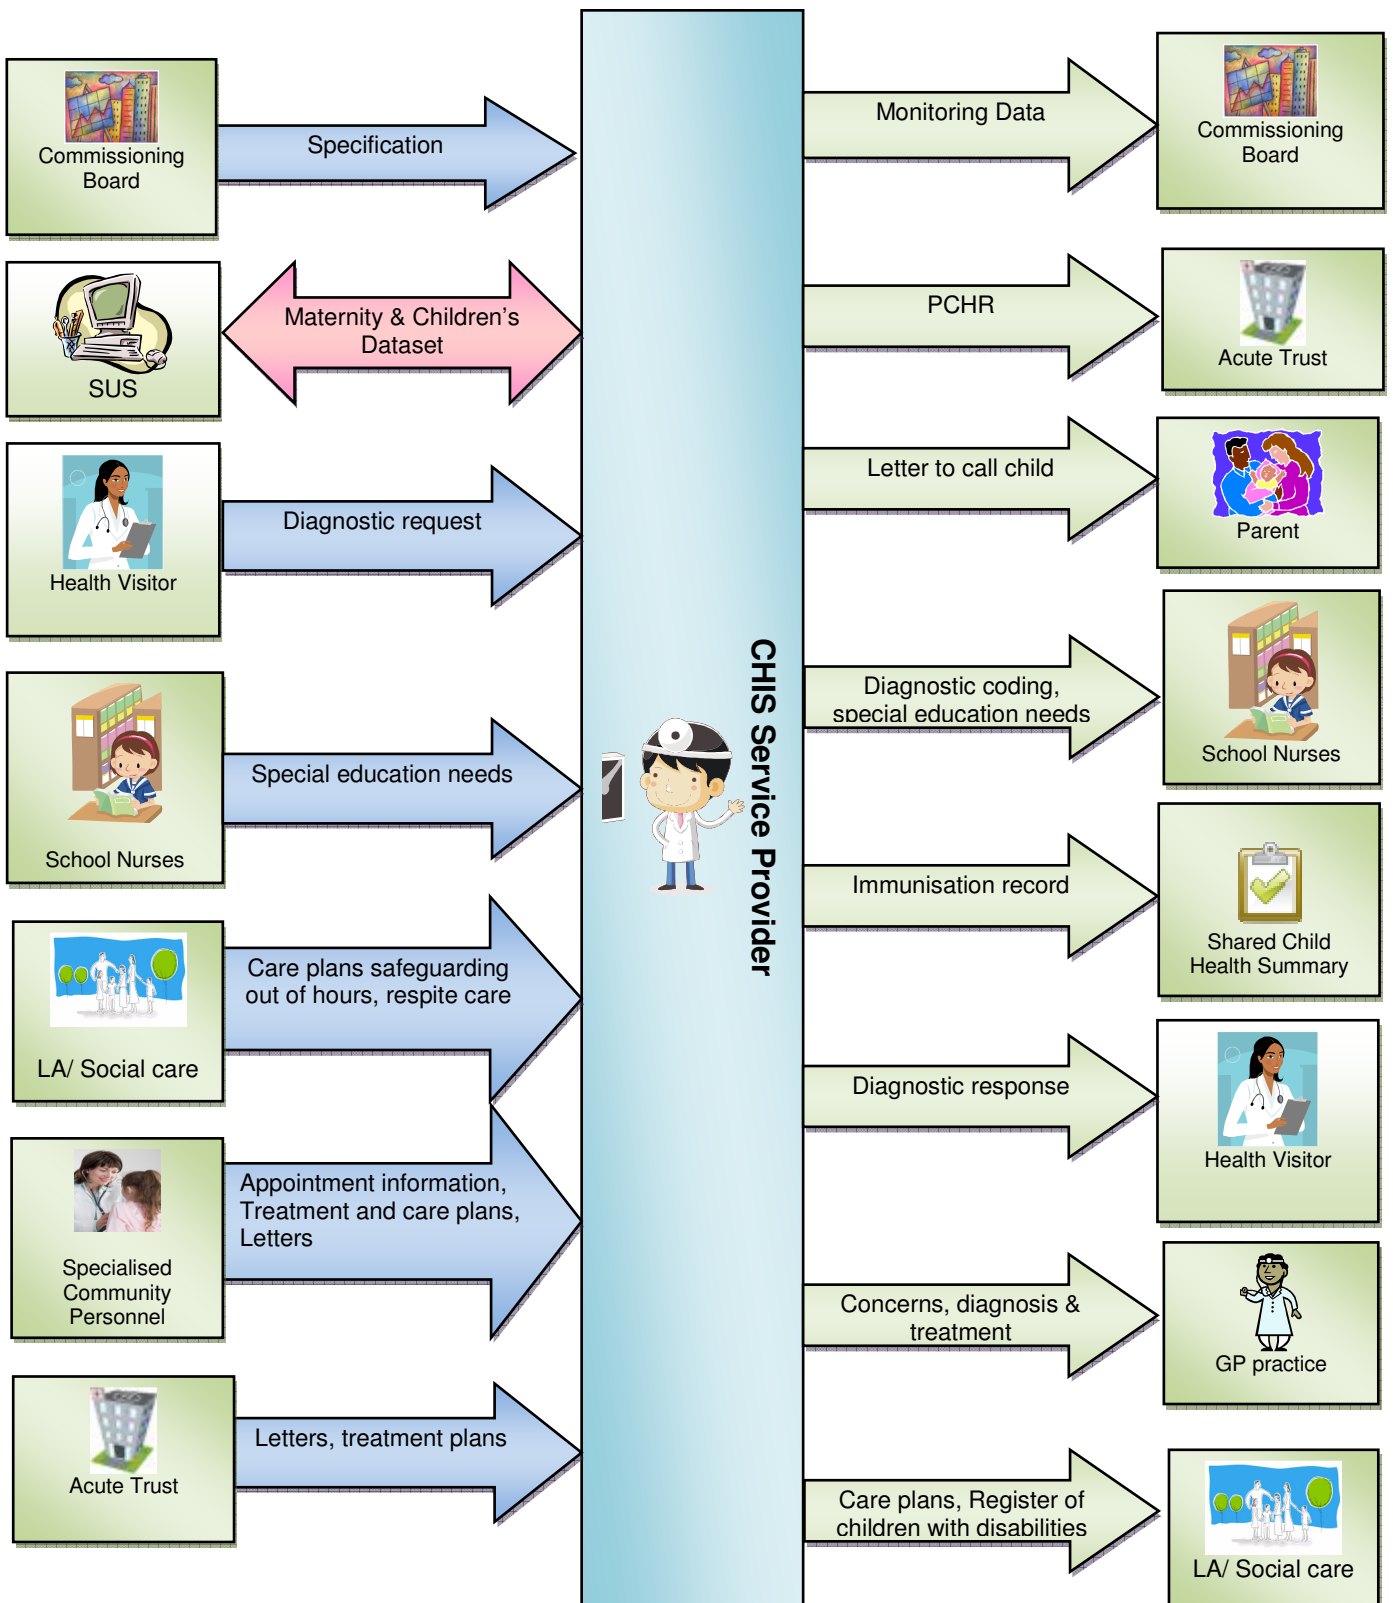 Commissioning
Board
Specification
SUS
Maternity & Children's
Dataset
Health Visitor
Diagnostic request
School Nurses
Special education needs
LA/ Social care
Care plans safeguarding
out of hours, respite care
Specialised
Community
Personnel
Appointment information,
Treatment and care plans,
Letters
Acute Trust
Letters, treatment plans
CHIS Service Provider
Monitoring Data
Commissioning
Board
PCHR
Acute Trust
Letter to call child
Parent
Diagnostic coding,
special education needs
School Nurses
Immunisation record
Shared Child
Health Summary
Diagnostic response
Health Visitor
Concerns, diagnosis &
treatment
GP practice
Care plans, Register of
children with disabilities
LA/ Social care